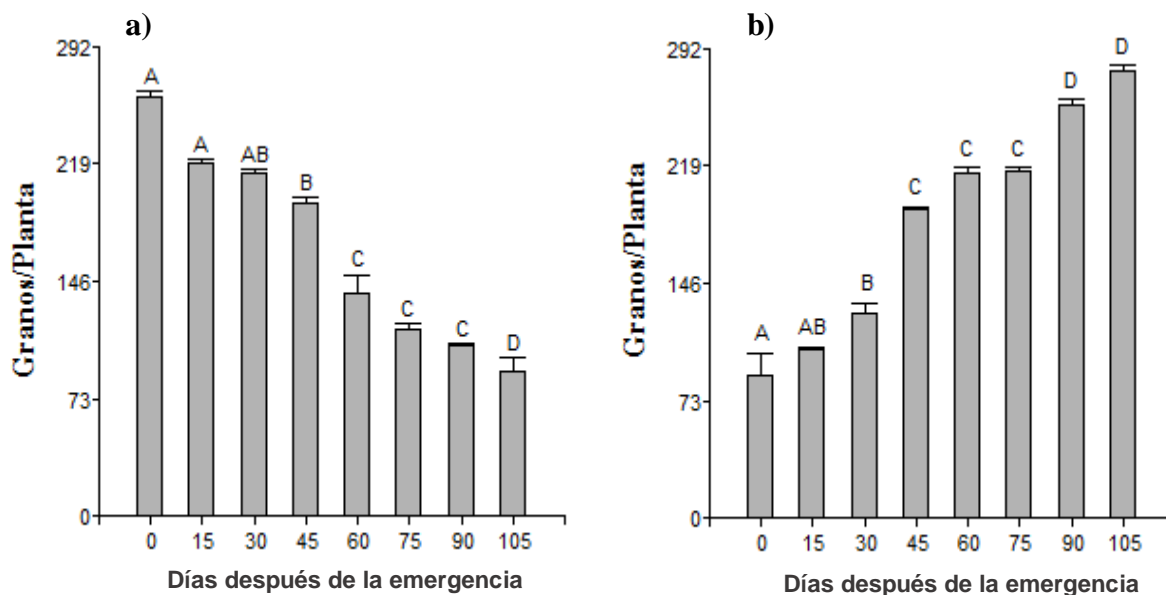 a)
292
219
146
73
0
Granos/Planta
A
A
AB
B
C
C
C
D
0 15 30 45 60 75 90 105
Días después de la emergencia
b)
292
219
146
73
0
Granos/Planta
A
AB
B
C
C
C
D
D
0 15 30 45 60 75 90 105
Días después de la emergencia